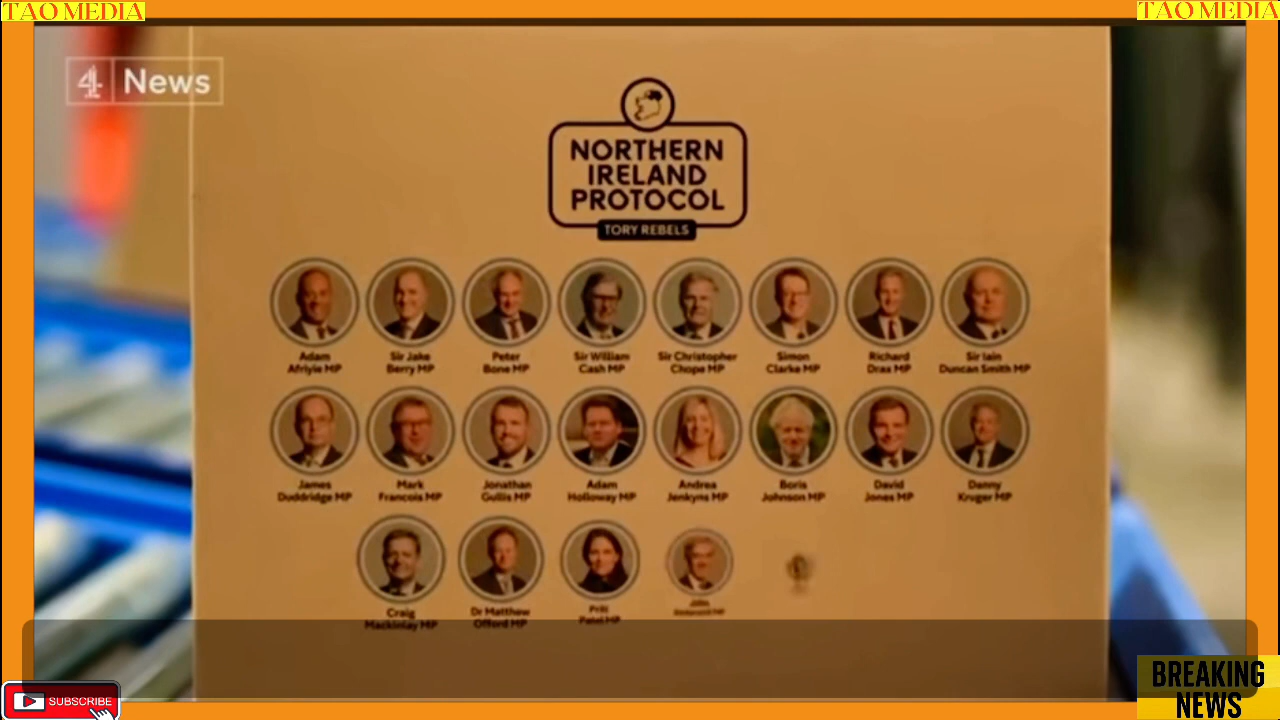 TAO MEDIA
TAO MEDIA
4 News
NORTHERN
IRELAND
PROTOCOL
TORY REBELS
Adam Afriyie MP
Sir Jake Berry MP
Peter Bone MP
Sir William Cash MP
Sir Christopher Chope MP
Simon Clarke MP
Richard Drax MP
Sir Iain Duncan Smith MP
James Duddridge MP
Mark Francois MP
Jonathan Gullis MP
Adam Holloway MP
Andrea Jenkyns MP
Boris Johnson MP
David Jones MP
Danny Kruger MP
Craig Mackinlay MP
Dr Matthew Offord MP
Priti Patel MP
John
SUBSCRIBE
BREAKING
NEWS